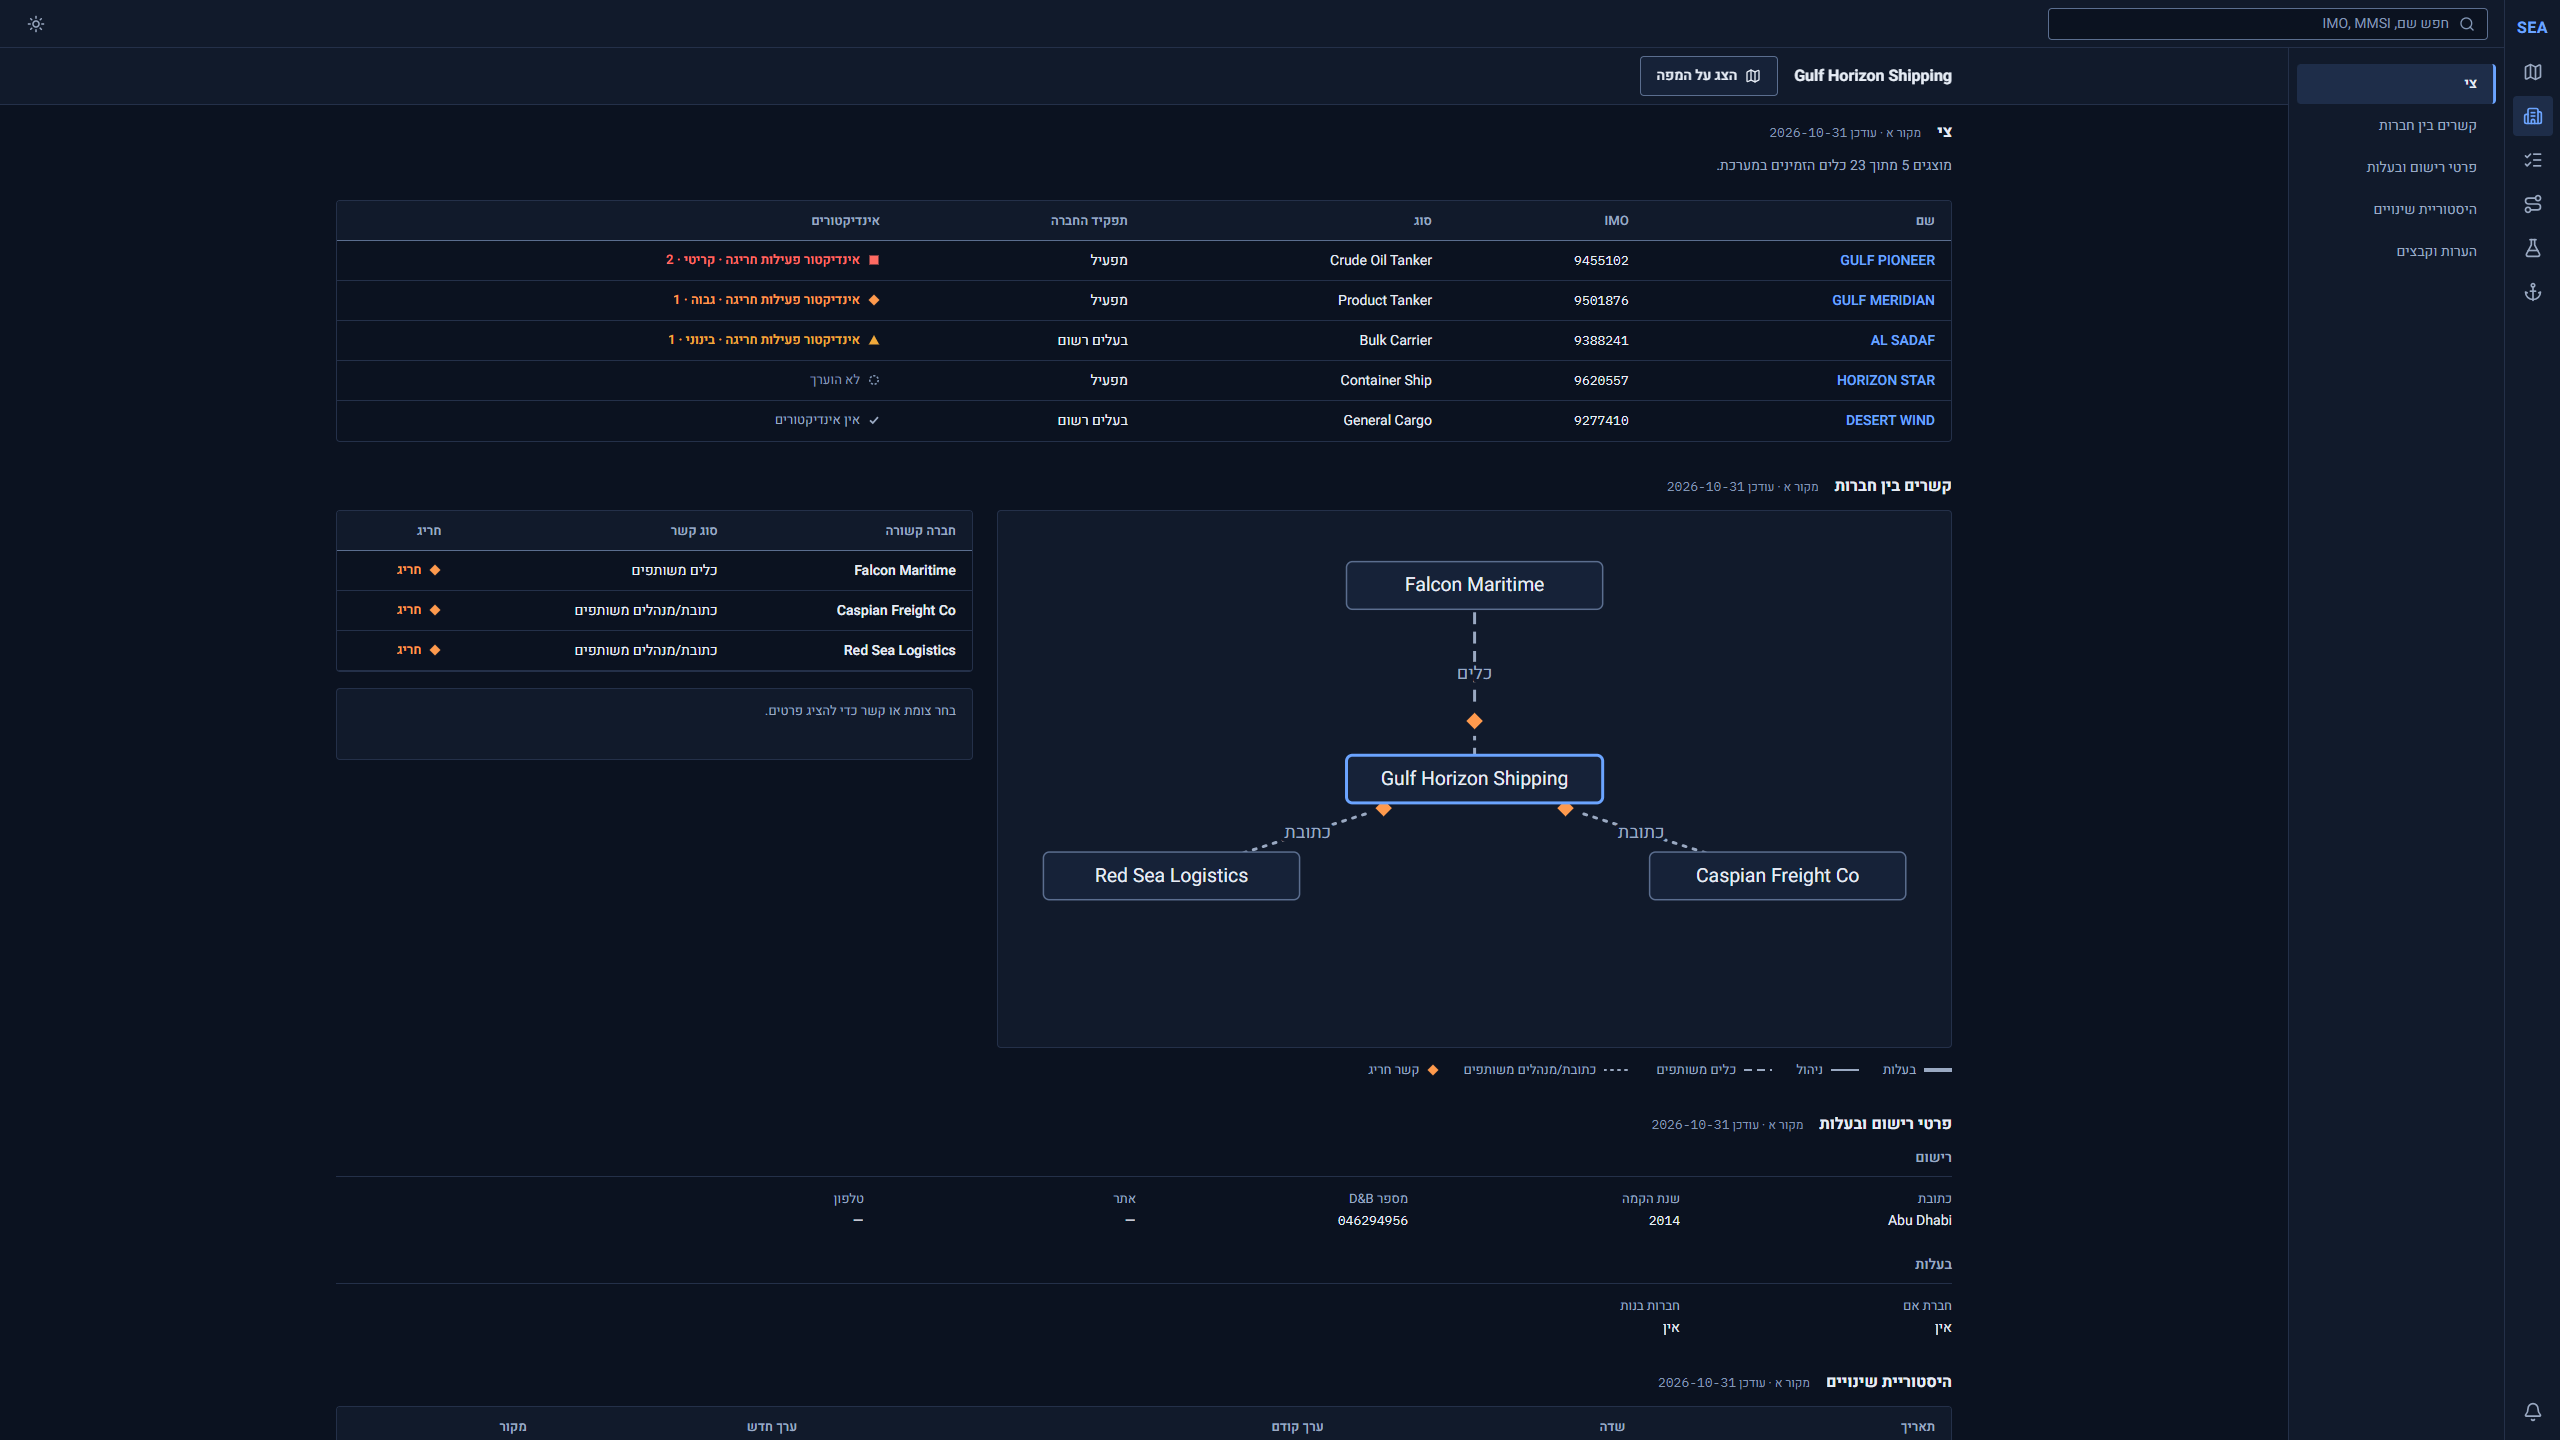 SEA
חפש שם, IMO, MMSI
צי
קשרים בין חברות
פרטי רישום ובעלות
היסטוריית שינויים
הערות וקבצים
Gulf Horizon Shipping
הצג על המפה
צי מקור א · עודכן 2026-10-31
מוצגים 5 מתוך 23 כלים הזמינים במערכת.
שם IMO סוג תפקיד החברה אינדיקטורים
GULF PIONEER 9455102 Crude Oil Tanker מפעיל אינדיקטור פעילות חריגה · קריטי · 2
GULF MERIDIAN 9501876 Product Tanker מפעיל אינדיקטור פעילות חריגה · גבוה · 1
AL SADAF 9388241 Bulk Carrier בעלים רשום אינדיקטור פעילות חריגה · בינוני · 1
HORIZON STAR 9620557 Container Ship מפעיל לא הוערך
DESERT WIND 9277410 General Cargo בעלים רשום אין אינדיקטורים
קשרים בין חברות מקור א · עודכן 2026-10-31
Falcon Maritime
כלים
Gulf Horizon Shipping
כתובת כתובת
Caspian Freight Co Red Sea Logistics
בעלות ניהול כלים משותפים כתובת/מנהלים משותפים קשר חריג
חברה קשורה סוג קשר חריג
Falcon Maritime כלים משותפים חריג
Caspian Freight Co כתובת/מנהלים משותפים חריג
Red Sea Logistics כתובת/מנהלים משותפים חריג
בחר צומת או קשר כדי להציג פרטים.
פרטי רישום ובעלות מקור א · עודכן 2026-10-31
רישום
כתובת שנת הקמה מספר D&B אתר טלפון
Abu Dhabi 2014 046294956 — —
בעלות
חברת אם חברות בנות
אין אין
היסטוריית שינויים מקור א · עודכן 2026-10-31
תאריך שדה ערך קודם ערך חדש מקור